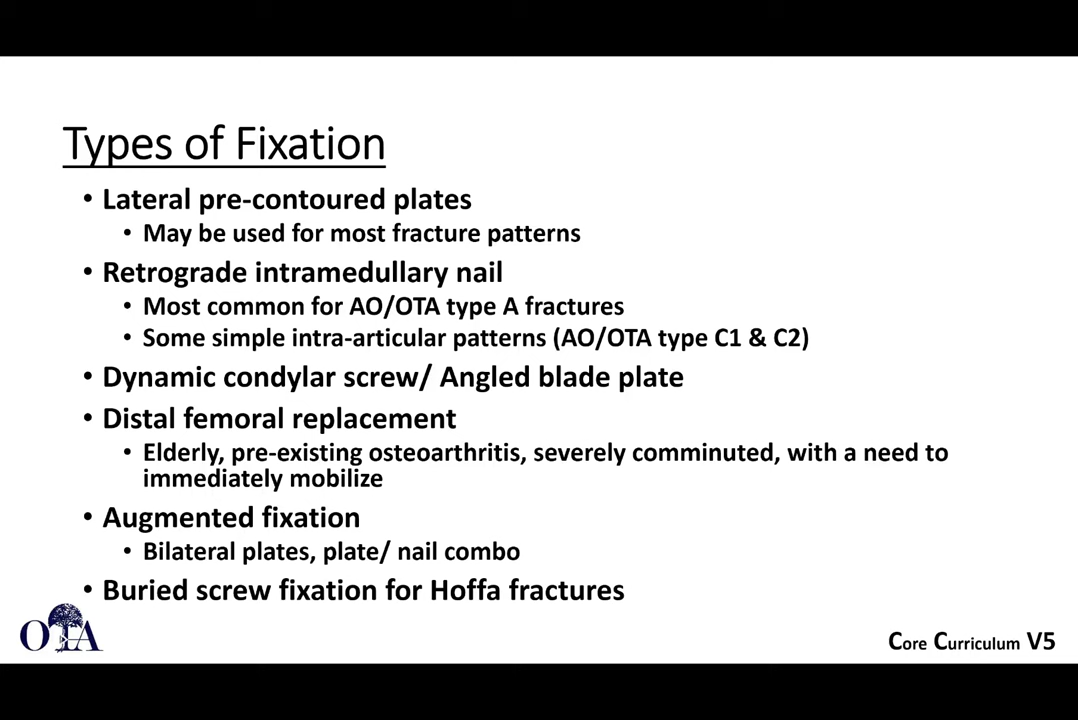 Types of Fixation
• Lateral pre-contoured plates
• May be used for most fracture patterns
• Retrograde intramedullary nail
• Most common for AO/OTA type A fractures
• Some simple intra-articular patterns (AO/OTA type C1 & C2)
• Dynamic condylar screw/ Angled blade plate
• Distal femoral replacement
• Elderly, pre-existing osteoarthritis, severely comminuted, with a need to
immediately mobilize
• Augmented fixation
• Bilateral plates, plate/ nail combo
• Buried screw fixation for Hoffa fractures
OTA
Core Curriculum V5